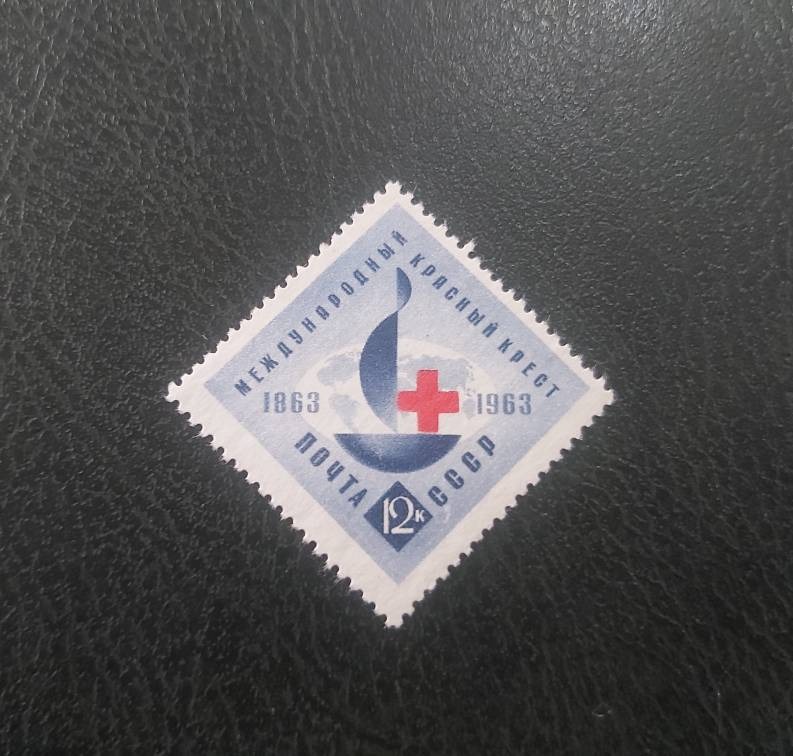 МЕЖДУНАРОДНЫЙ КРАСНЫЙ КРЕСТ
1863 1963
ПОЧТА СССР
12к